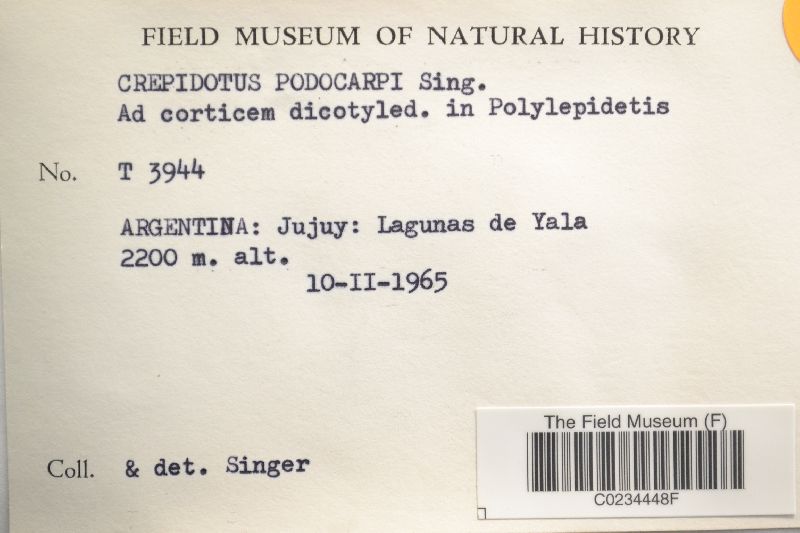 FIELD MUSEUM OF NATURAL HISTORY
CREPIDOTUS PODOCARPI Sing.
Ad corticem dicotyled. in Polylepidetis
No. T 3944
ARGENTINA: Jujuy: Lagunas de Yala
2200 m. alt.
10-II-1965
Coll. & det. Singer
The Field Museum (F)
C0234448F